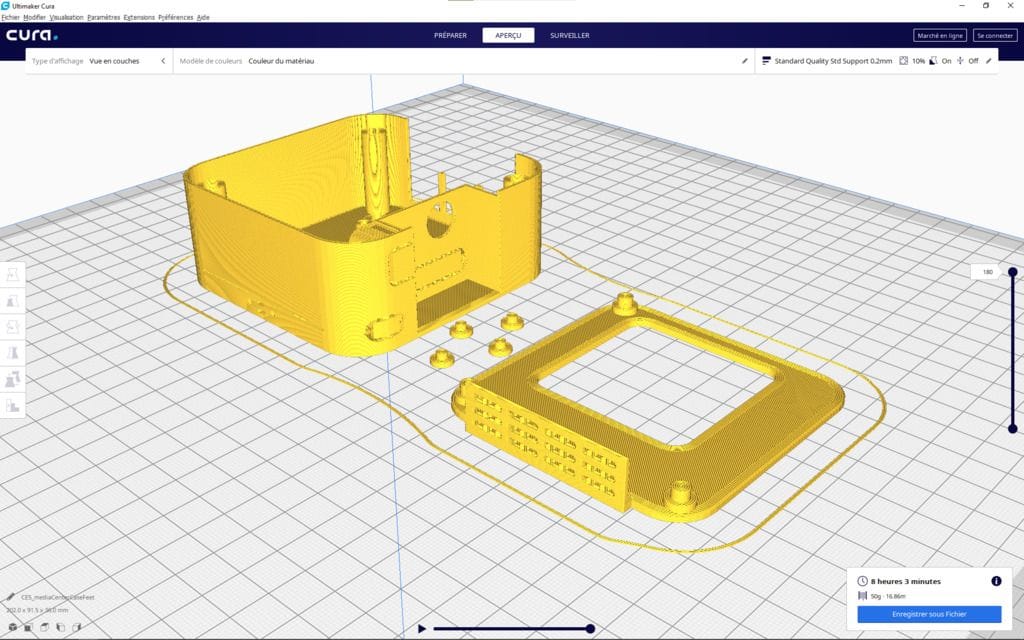 Ultimaker Cura
Fichier Modifier Visualisation Paramètres Extensions Préférences Aide
cura. PRÉPARER APERÇU SURVEILLER Marché en ligne Se connecter
Type d'affichage Vue en couches Modèle de couleurs Couleur du matériau Standard Quality Std Support 0.2mm 10% On Off
180
8 heures 3 minutes
50g · 16.86m
Enregistrer sous Fichier